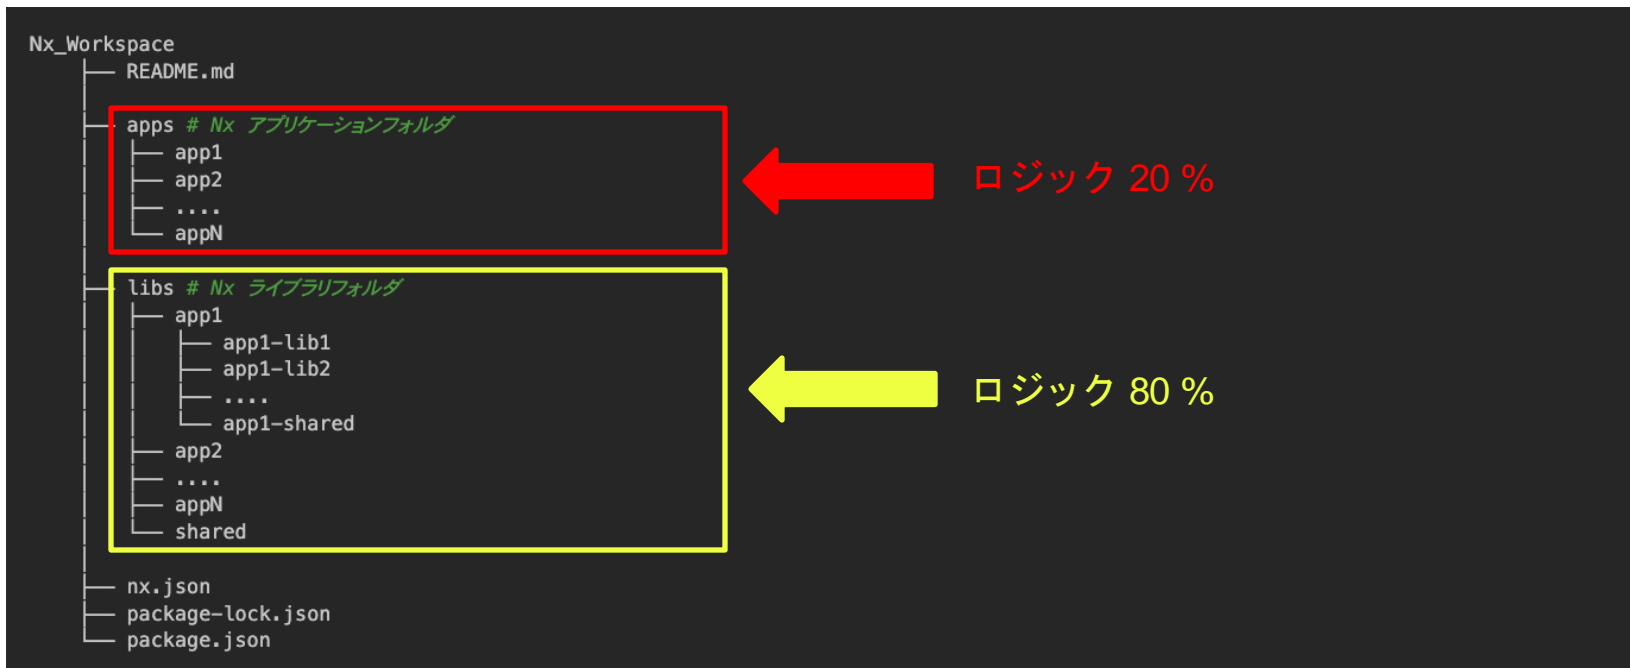 Nx_Workspace
├── README.md
│
├── apps # Nx アプリケーションフォルダ
│   ├── app1
│   ├── app2
│   ├── ....
│   └── appN
│
├── libs # Nx ライブラリフォルダ
│   ├── app1
│   │   ├── app1-lib1
│   │   ├── app1-lib2
│   │   ├── ....
│   │   └── app1-shared
│   ├── app2
│   ├── ....
│   ├── appN
│   └── shared
│
├── nx.json
├── package-lock.json
└── package.json
ロジック 20 %
ロジック 80 %